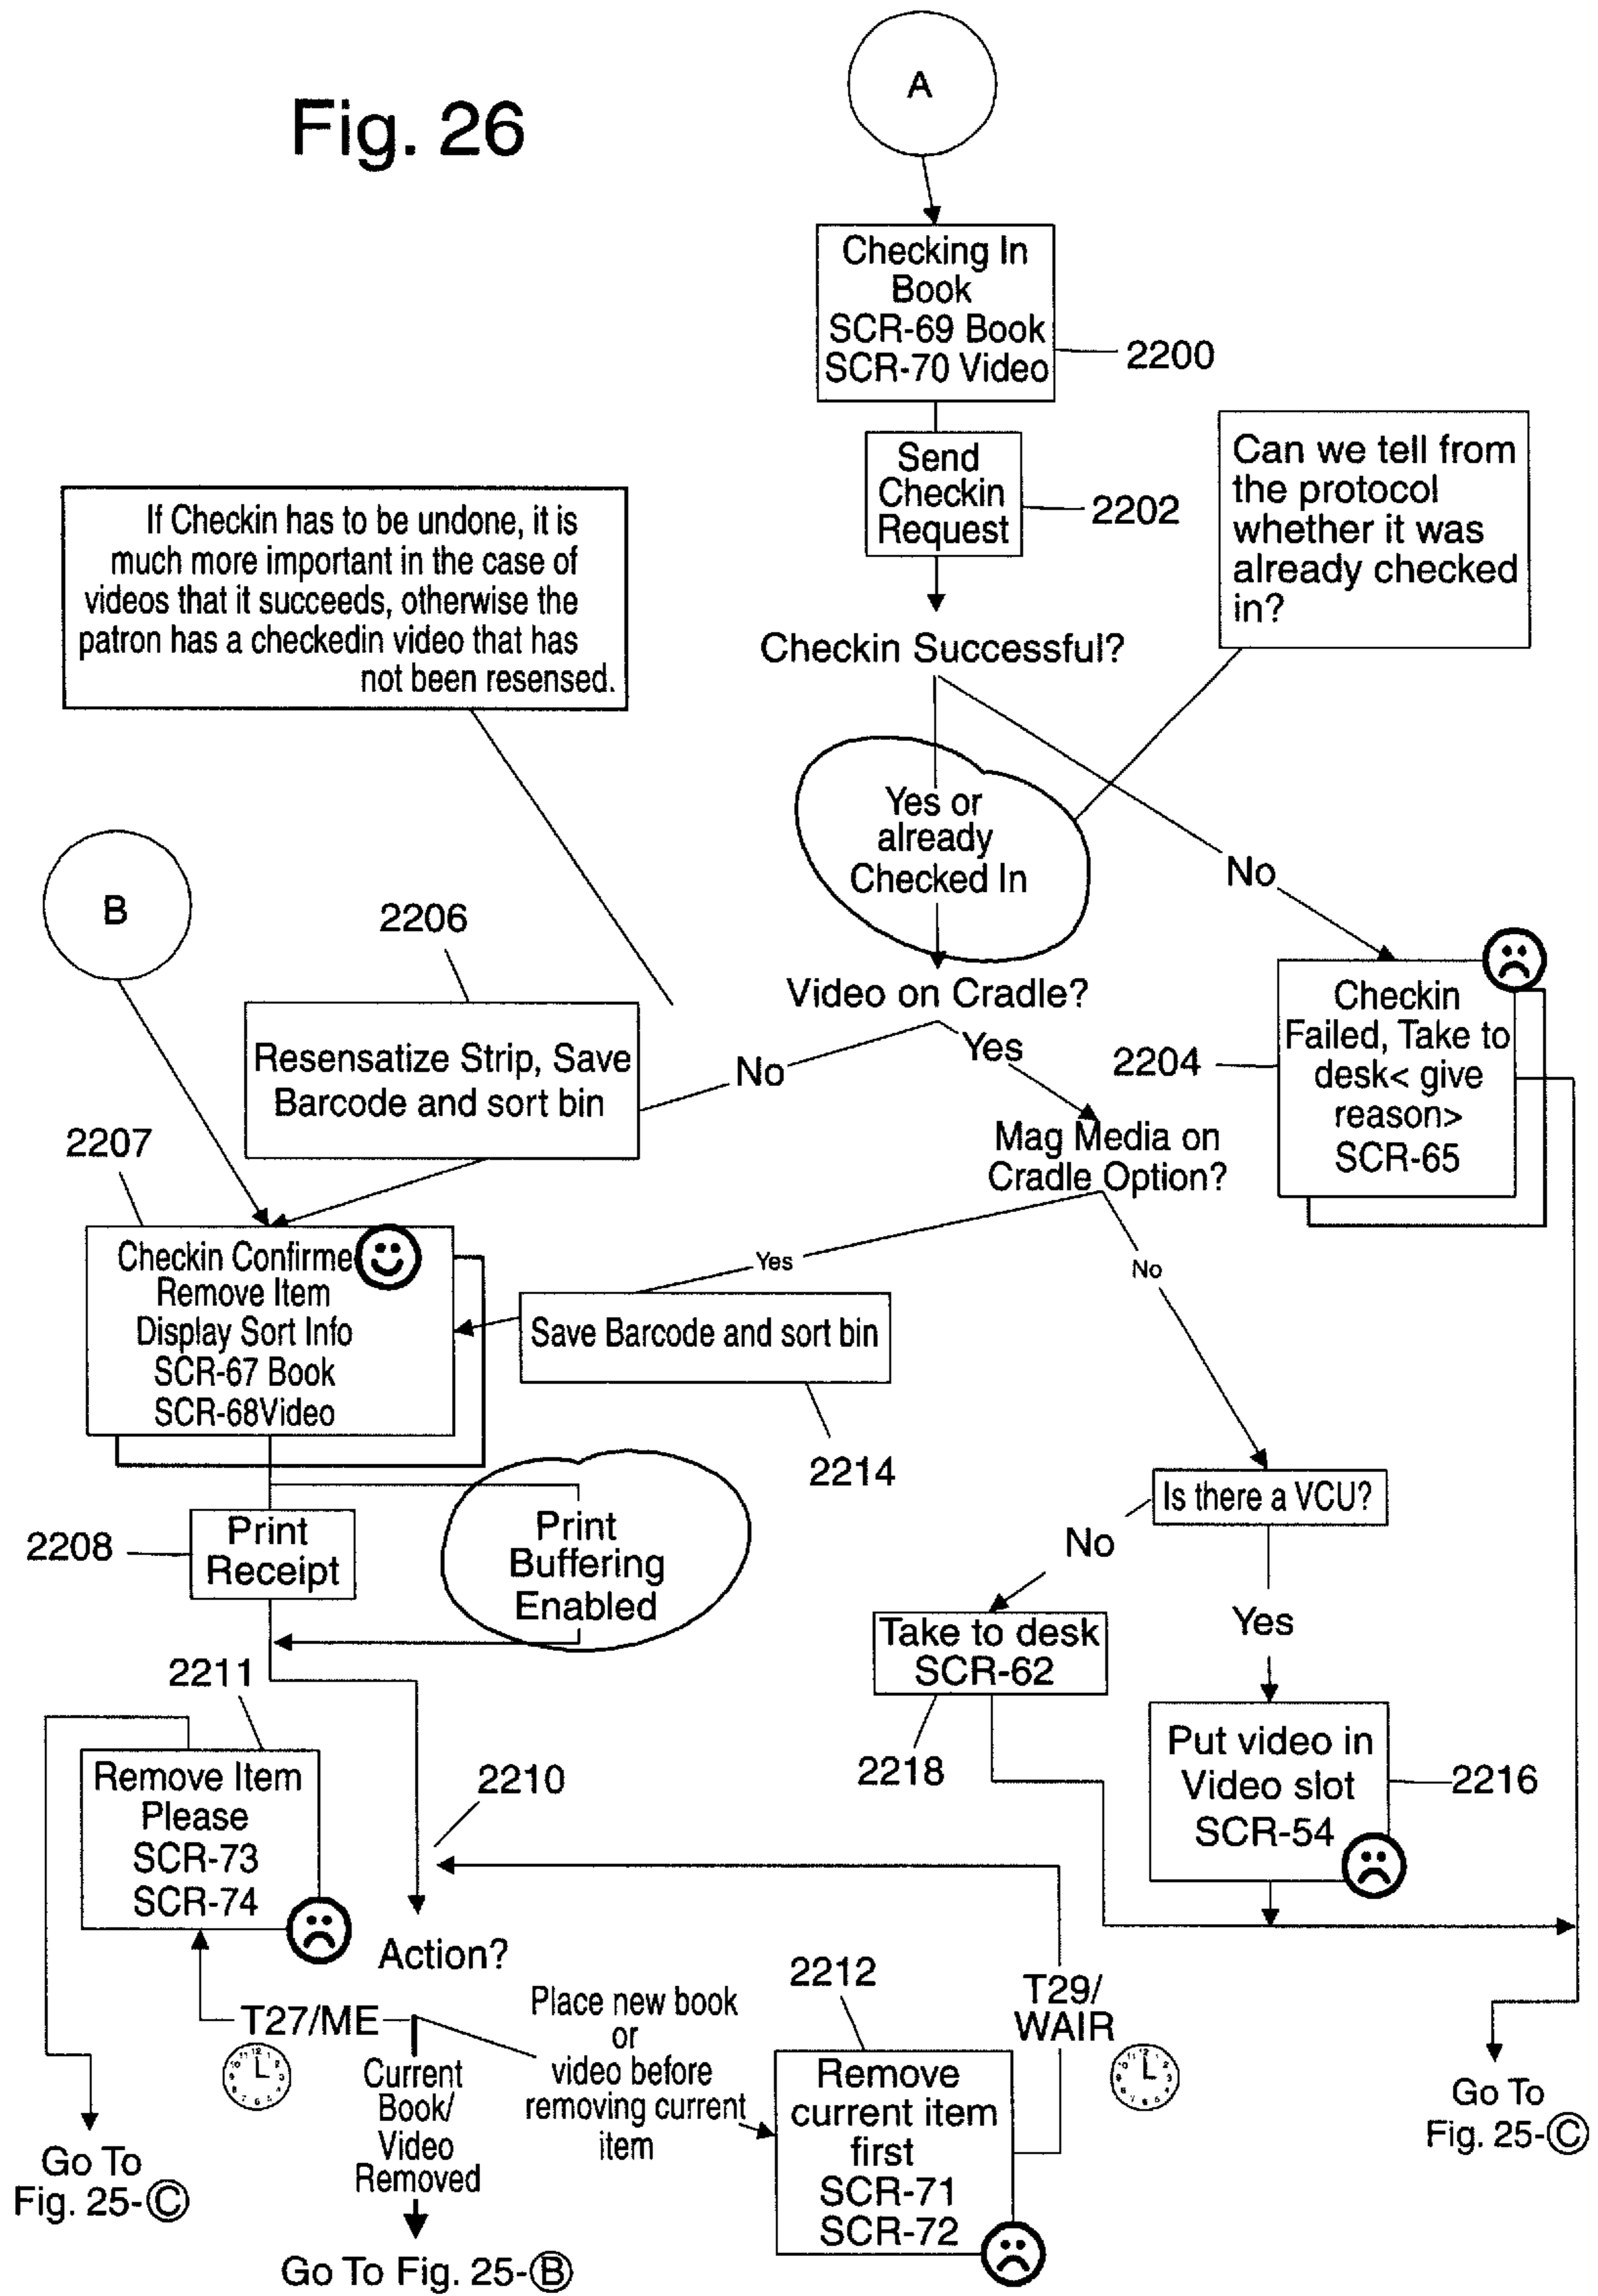 Fig. 26
A
Checking In
Book
SCR-69 Book
SCR-70 Video
2200
Send
Checkin
Request
2202
Can we tell from
the protocol
whether it was
already checked
in?
If Checkin has to be undone, it is
much more important in the case of
videos that it succeeds, otherwise the
patron has a checkedin video that has
not been resensed.
Checkin Successful?
Yes or
already
Checked In
No
B
2206
Video on Cradle?
Resensatize Strip, Save
Barcode and sort bin
No
Yes
2204
Checkin
Failed, Take to
desk< give
reason>
SCR-65
2207
Mag Media on
Cradle Option?
Checkin Confirme
Remove Item
Display Sort Info
SCR-67 Book
SCR-68Video
Yes
No
Save Barcode and sort bin
2214
Is there a VCU?
2208
Print
Receipt
Print
Buffering
Enabled
No
Yes
Take to desk
SCR-62
2218
Put video in
Video slot
SCR-54
2216
2211
Remove Item
Please
SCR-73
SCR-74
2210
Action?
T27/ME
Place new book
or
video before
removing current
item
2212
T29/
WAIR
Current
Book/
Video
Removed
Remove
current item
first
SCR-71
SCR-72
Go To
Fig. 25-C
Go To Fig. 25-B
Go To
Fig. 25-C